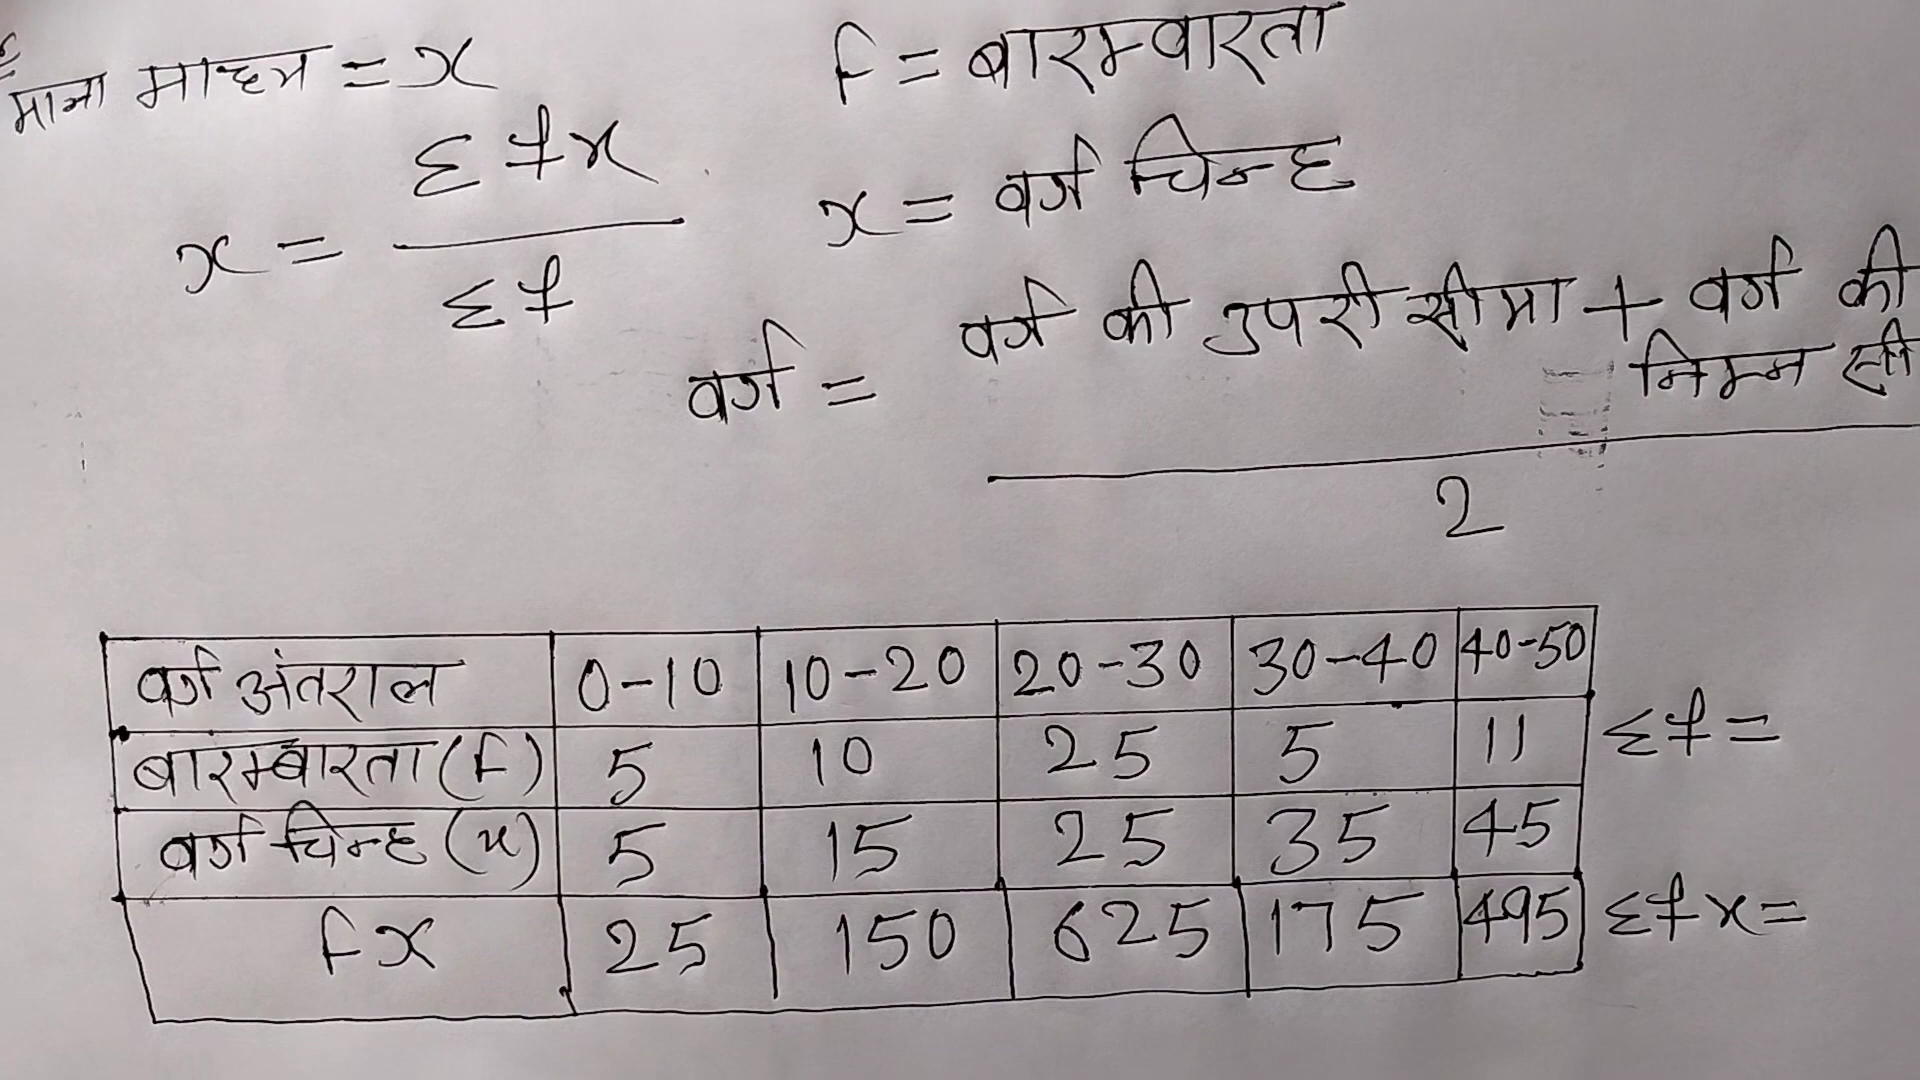 माना माध्य = x
f = बारम्बारता
x = Σfx / Σf
x = वर्ग चिन्ह
वर्ग = वर्ग की उपरी सीमा + वर्ग की निम्न सी
2
वर्ग अंतराल 0-10 10-20 20-30 30-40 40-50
बारम्बारता (f) 5 10 25 5 11 Σf =
वर्ग चिन्ह (x) 5 15 25 35 45
fx 25 150 625 175 495 Σfx =